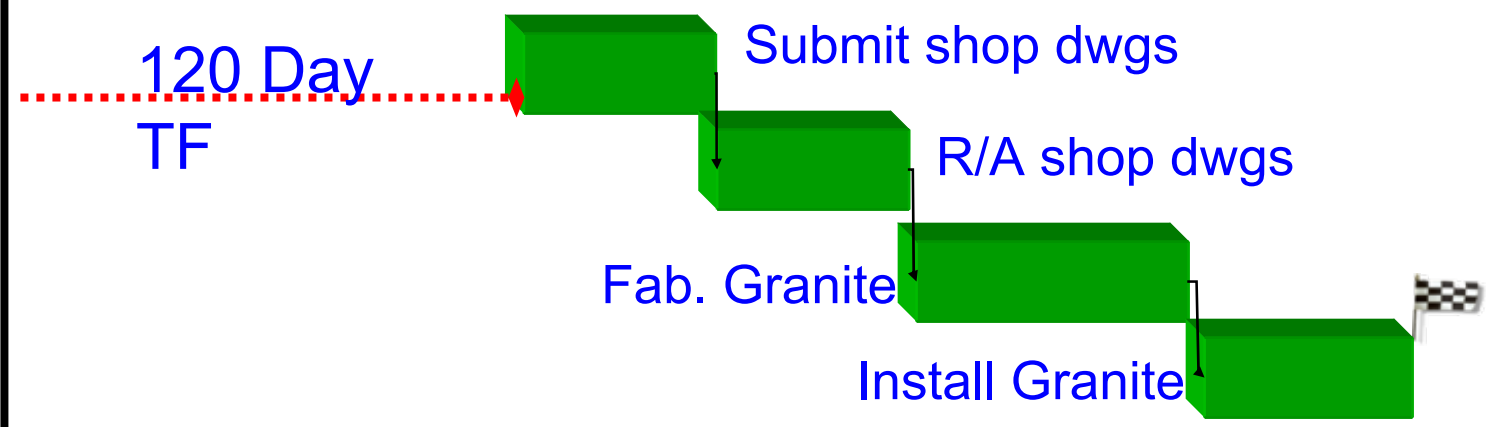 Submit shop dwgs
120 Day
TF
R/A shop dwgs
Fab. Granite
Install Granite